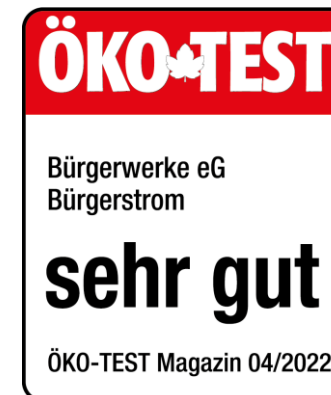 ÖKO TEST
Bürgerwerke eG
Bürgerstrom
sehr gut
ÖKO-TEST Magazin 04/2022